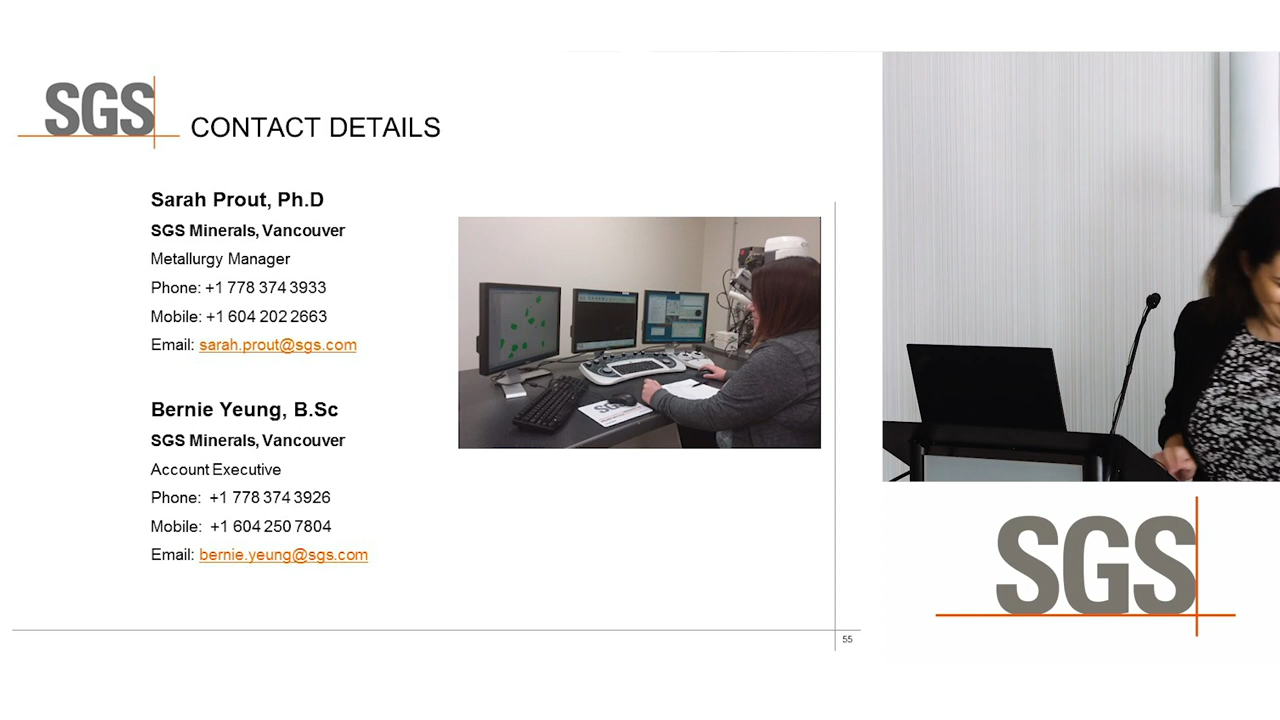 SGS
CONTACT DETAILS
Sarah Prout, Ph.D
SGS Minerals, Vancouver
Metallurgy Manager
Phone: +1 778 374 3933
Mobile: +1 604 202 2663
Email: sarah.prout@sgs.com
Bernie Yeung, B.Sc
SGS Minerals, Vancouver
Account Executive
Phone: +1 778 374 3926
Mobile: +1 604 250 7804
Email: bernie.yeung@sgs.com
SGS
55